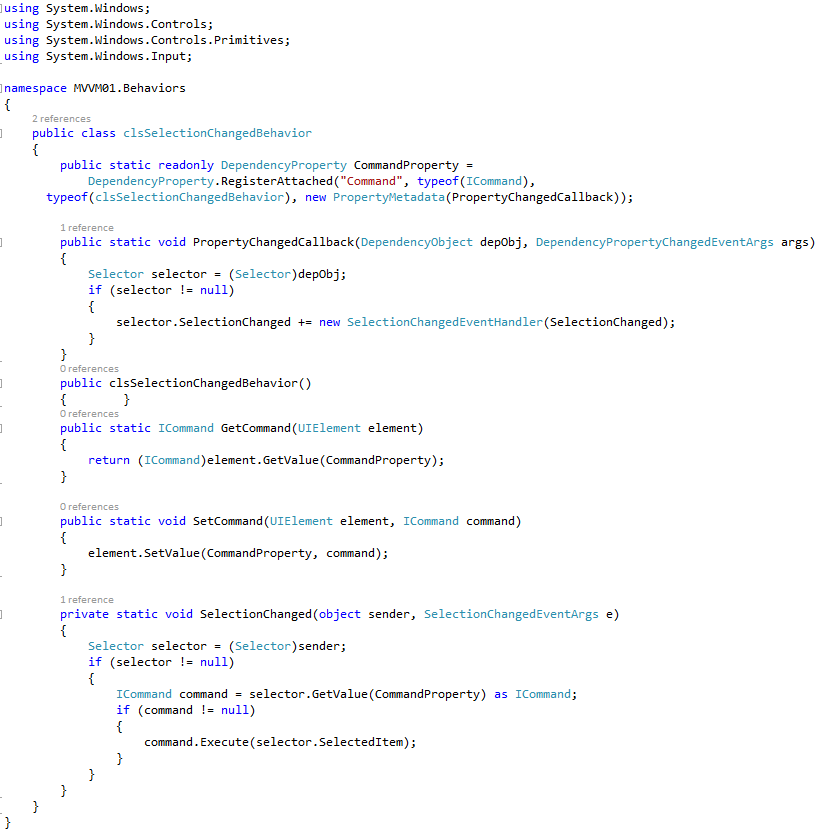 using System.Windows;
using System.Windows.Controls;
using System.Windows.Controls.Primitives;
using System.Windows.Input;
namespace MVVM01.Behaviors
{
2 references
public class clsSelectionChangedBehavior
{
public static readonly DependencyProperty CommandProperty =
DependencyProperty.RegisterAttached("Command", typeof(ICommand),
typeof(clsSelectionChangedBehavior), new PropertyMetadata(PropertyChangedCallback));
1 reference
public static void PropertyChangedCallback(DependencyObject depObj, DependencyPropertyChangedEventArgs args)
{
Selector selector = (Selector)depObj;
if (selector != null)
{
selector.SelectionChanged += new SelectionChangedEventHandler(SelectionChanged);
}
}
0 references
public clsSelectionChangedBehavior()
{ }
0 references
public static ICommand GetCommand(UIElement element)
{
return (ICommand)element.GetValue(CommandProperty);
}
0 references
public static void SetCommand(UIElement element, ICommand command)
{
element.SetValue(CommandProperty, command);
}
1 reference
private static void SelectionChanged(object sender, SelectionChangedEventArgs e)
{
Selector selector = (Selector)sender;
if (selector != null)
{
ICommand command = selector.GetValue(CommandProperty) as ICommand;
if (command != null)
{
command.Execute(selector.SelectedItem);
}
}
}
}
}